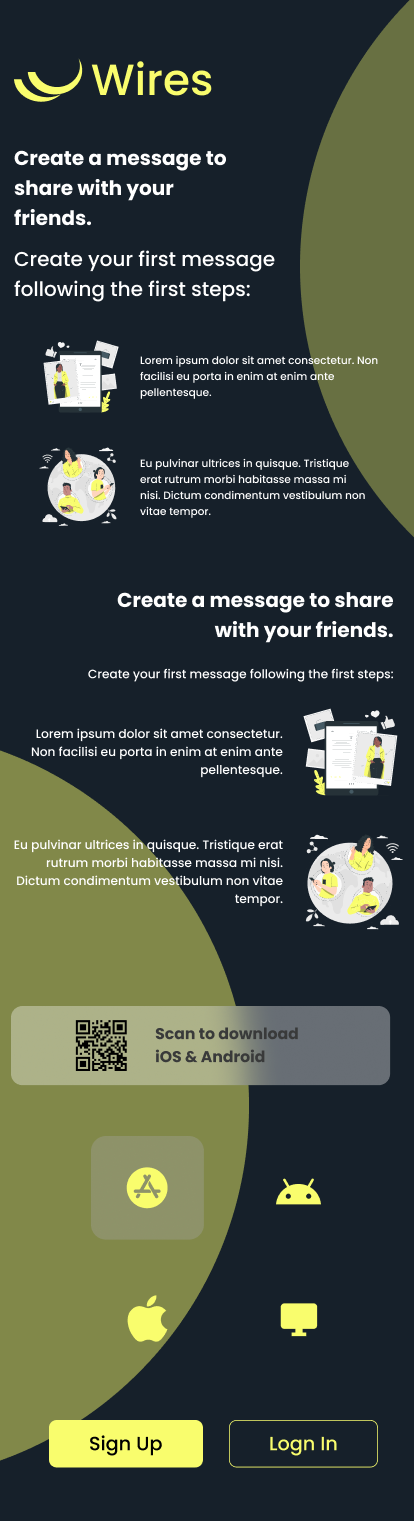 Wires
Create a message to
share with your
friends.
Create your first message
following the first steps:
Lorem ipsum dolor sit amet consectetur. Non
facilisi eu porta in enim at enim ante
pellentesque.
Eu pulvinar ultrices in quisque. Tristique
erat rutrum morbi habitasse massa mi
nisi. Dictum condimentum vestibulum non
vitae tempor.
Create a message to share
with your friends.
Create your first message following the first steps:
Lorem ipsum dolor sit amet consectetur.
Non facilisi eu porta in enim at enim ante
pellentesque.
Eu pulvinar ultrices in quisque. Tristique erat
rutrum morbi habitasse massa mi nisi.
Dictum condimentum vestibulum non vitae
tempor.
Scan to download
iOS & Android
Sign Up
Logn In